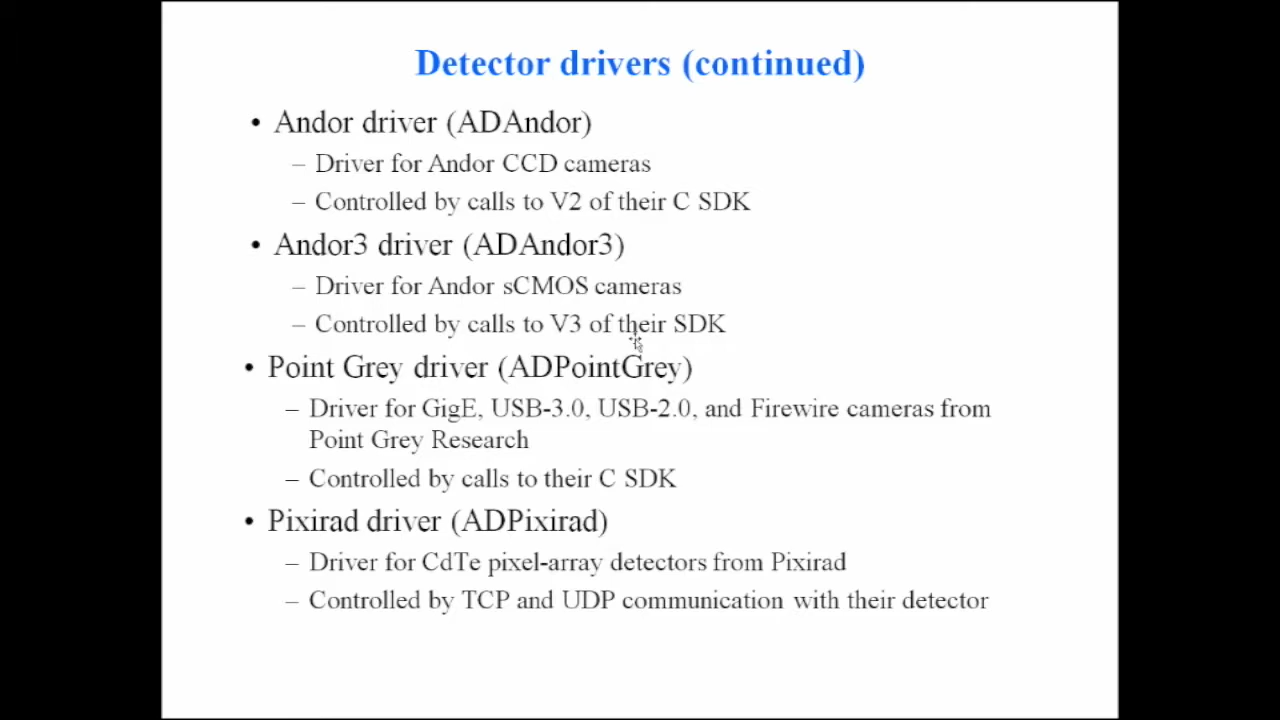 Detector drivers (continued)
• Andor driver (ADAndor)
– Driver for Andor CCD cameras
– Controlled by calls to V2 of their C SDK
• Andor3 driver (ADAndor3)
– Driver for Andor sCMOS cameras
– Controlled by calls to V3 of their SDK
• Point Grey driver (ADPointGrey)
– Driver for GigE, USB-3.0, USB-2.0, and Firewire cameras from
Point Grey Research
– Controlled by calls to their C SDK
• Pixirad driver (ADPixirad)
– Driver for CdTe pixel-array detectors from Pixirad
– Controlled by TCP and UDP communication with their detector